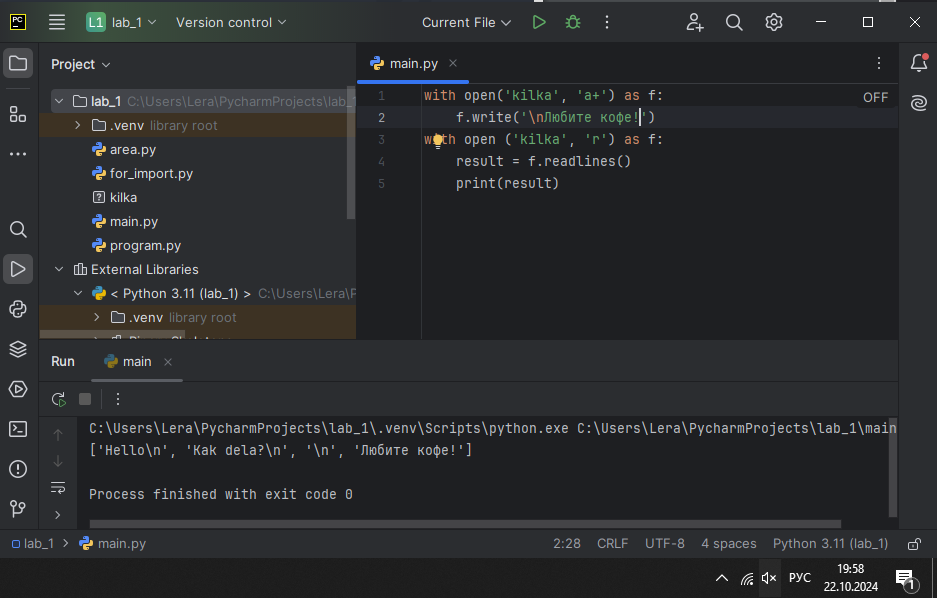 PC L1 lab_1 Version control Current File
Project
main.py
lab_1 C:\Users\Lera\PycharmProjects\lab_1
.venv library root
area.py
for_import.py
? kilka
main.py
program.py
External Libraries
< Python 3.11 (lab_1) > C:\Users\Lera\P
.venv library root
OFF
1 with open('kilka', 'a+') as f:
2 f.write('\nЛюбите кофе!')
3 with open ('kilka', 'r') as f:
4 result = f.readlines()
5 print(result)
Run main
C:\Users\Lera\PycharmProjects\lab_1\.venv\Scripts\python.exe C:\Users\Lera\PycharmProjects\lab_1\main
['Hello\n', 'Kak dela?\n', '\n', 'Любите кофе!']
Process finished with exit code 0
lab_1 > main.py 2:28 CRLF UTF-8 4 spaces Python 3.11 (lab_1)
РУС 19:58
22.10.2024 1